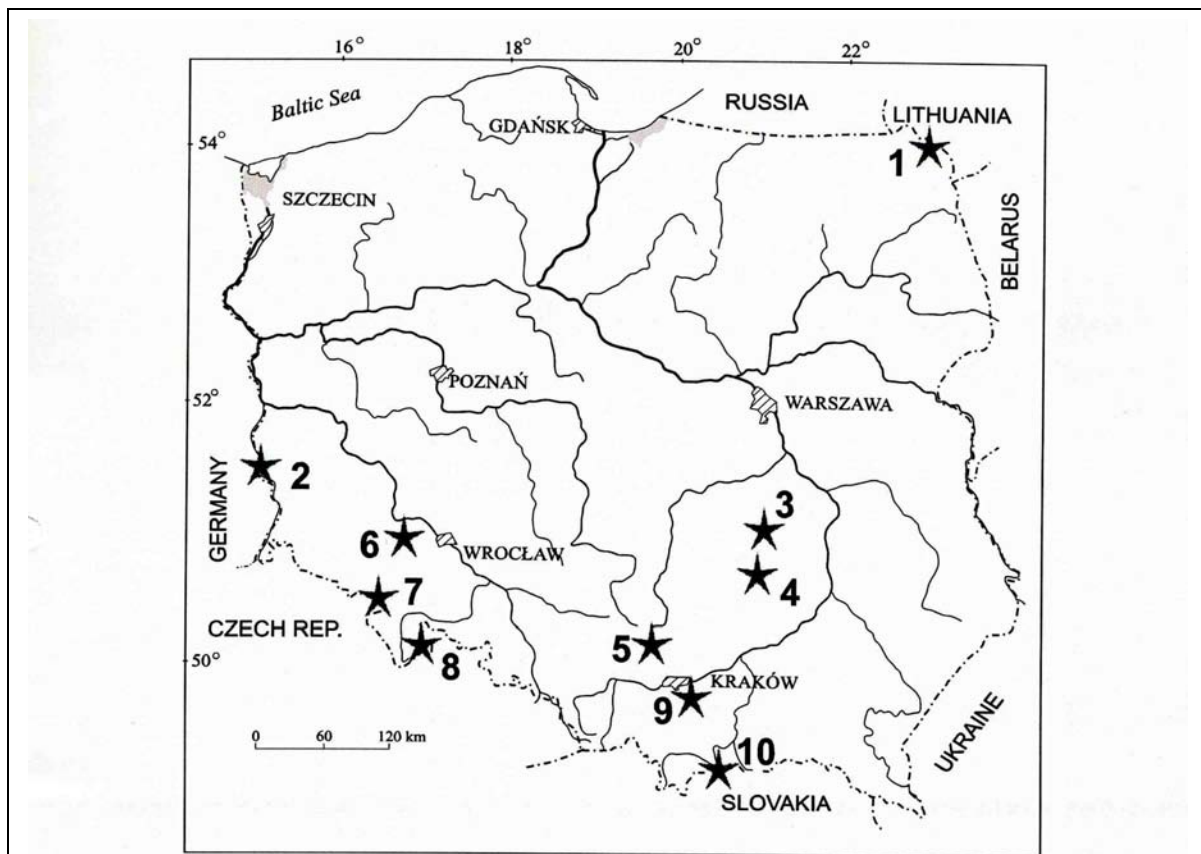 16° 18° 20° 22°
Baltic Sea
RUSSIA
LITHUANIA
GDAŃSK
54°
1
SZCZECIN
BELARUS
POZNAŃ
52°
WARSZAWA
GERMANY
2
3
6
WROCŁAW
4
7
CZECH REP.
5
50°
8
KRAKÓW
9
UKRAINE
0 60 120 km
10
SLOVAKIA